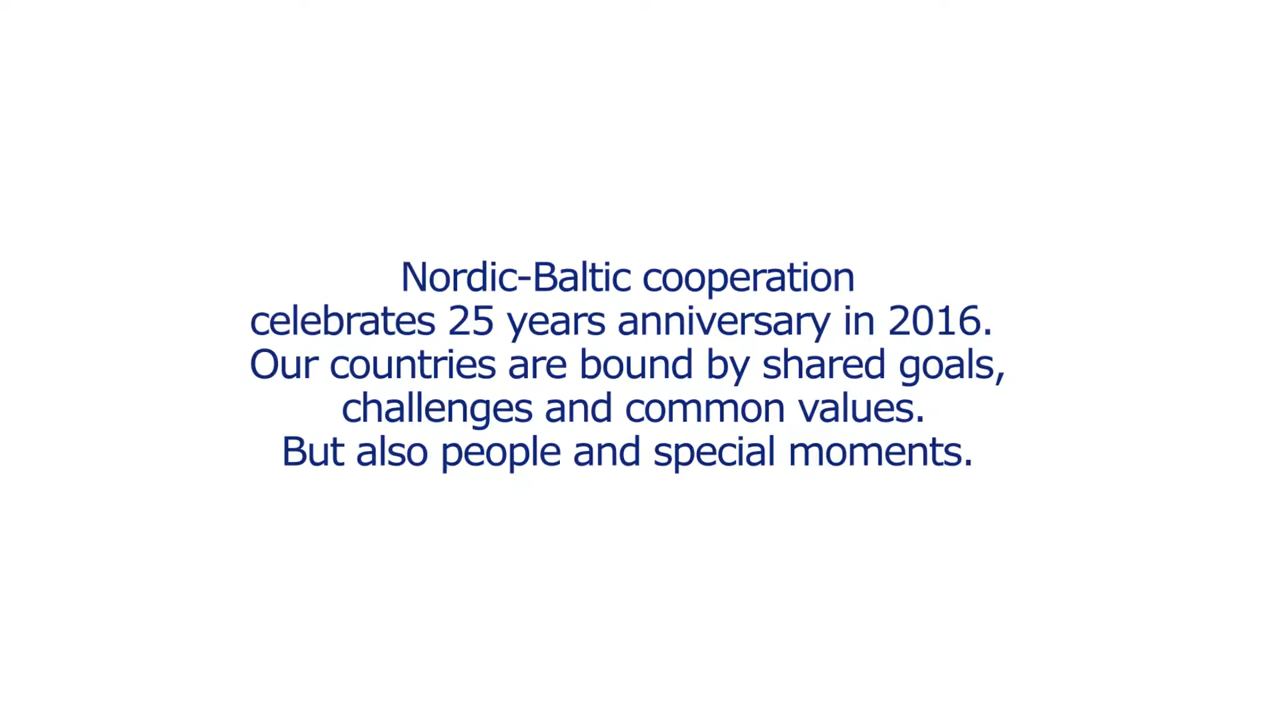 Nordic-Baltic cooperation
celebrates 25 years anniversary in 2016.
Our countries are bound by shared goals,
challenges and common values.
But also people and special moments.